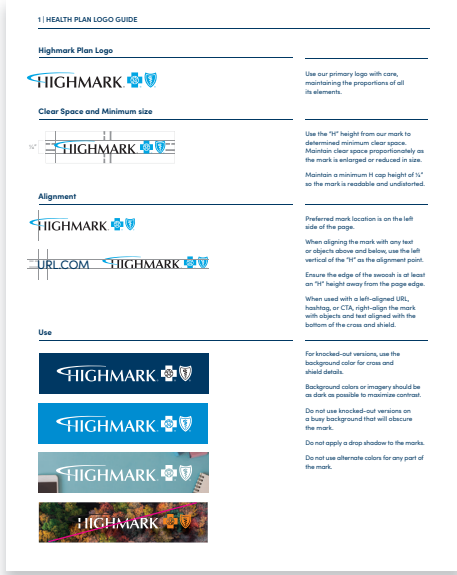 1 | HEALTH PLAN LOGO GUIDE
Highmark Plan Logo
HIGHMARK
Use our primary logo with care,
maintaining the proportions of all
its elements.
Clear Space and Minimum size
¼"
HIGHMARK
Use the "H" height from our mark to
determined minimum clear space.
Maintain clear space proportionately as
the mark is enlarged or reduced in size.
Maintain a minimum H cap height of ¼"
so the mark is readable and undistorted.
Alignment
HIGHMARK
URL.COM
HIGHMARK
Preferred mark location is on the left
side of the page.
When aligning the mark with any text
or objects above and below, use the left
vertical of the "H" as the alignment point.
Ensure the edge of the swoosh is at least
an "H" height away from the page edge.
When used with a left-aligned URL,
hashtag, or CTA, right-align the mark
with objects and text aligned with the
bottom of the cross and shield.
Use
HIGHMARK
HIGHMARK
HIGHMARK
HIGHMARK
For knocked-out versions, use the
background color for cross and
shield details.
Background colors or imagery should be
as dark as possible to maximize contrast.
Do not use knocked-out versions on
a busy background that will obscure
the mark.
Do not apply a drop shadow to the marks.
Do not use alternate colors for any part of
the mark.